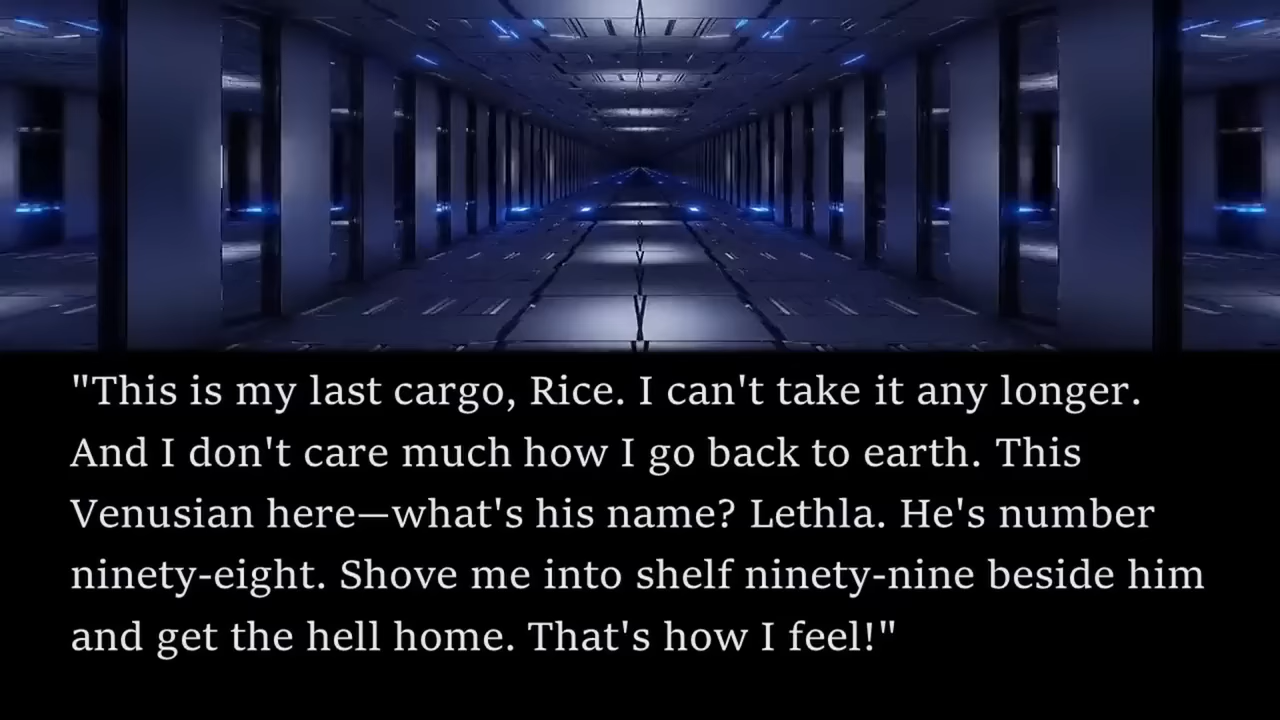 "This is my last cargo, Rice. I can't take it any longer.
And I don't care much how I go back to earth. This
Venusian here—what's his name? Lethla. He's number
ninety-eight. Shove me into shelf ninety-nine beside him
and get the hell home. That's how I feel!"